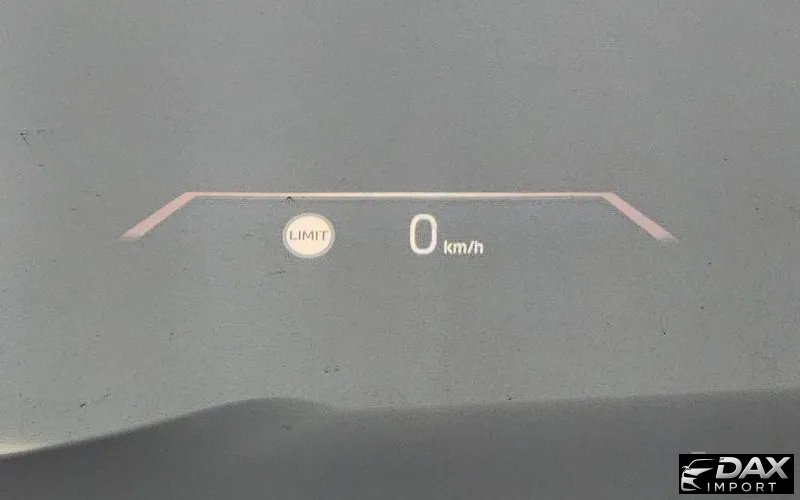 LIMIT
0 km/h
DAX
IMPORT